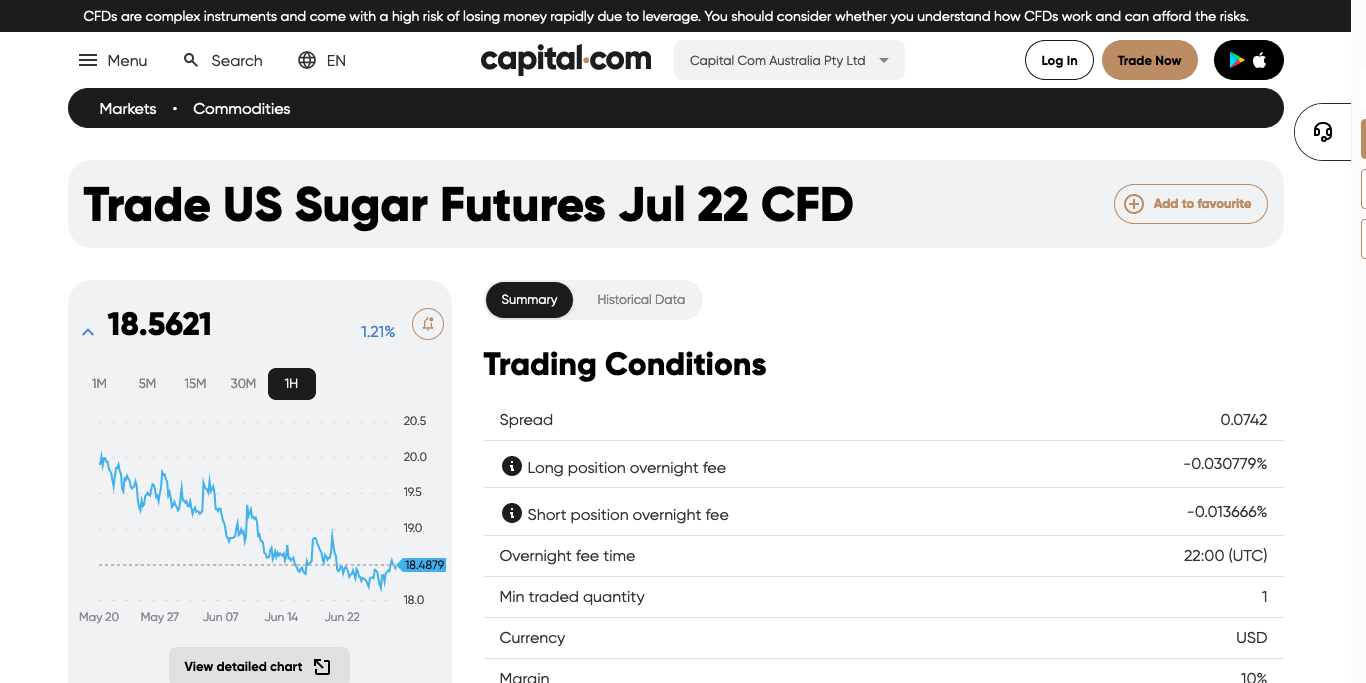 CFDs are complex instruments and come with a high risk of losing money rapidly due to leverage. You should consider whether you understand how CFDs work and can afford the risks.
Menu
Search
EN
capital.com
Capital Com Australia Pty Ltd
Log In
Trade Now
Markets • Commodities
Trade US Sugar Futures Jul 22 CFD
Add to favourite
18.5621
1.21%
1M 5M 15M 30M 1H
20.5
20.0
19.5
19.0
18.4879
18.0
May 20 May 27 Jun 07 Jun 14 Jun 22
View detailed chart
Summary
Historical Data
Trading Conditions
Spread 0.0742
Long position overnight fee -0.030779%
Short position overnight fee -0.013666%
Overnight fee time 22:00 (UTC)
Min traded quantity 1
Currency USD
Margin 10%